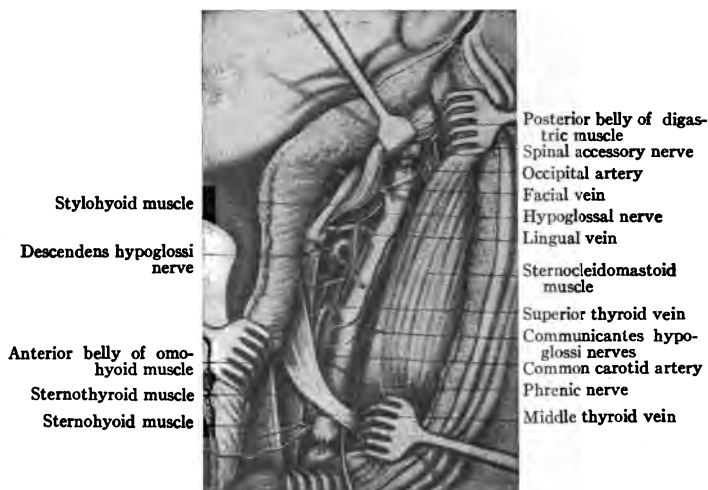 Stylohyoid muscle
Descendens hypoglossi
nerve
Anterior belly of omo-
hyoid muscle
Sternothyroid muscle
Sternohyoid muscle
Posterior belly of digas-
tric muscle
Spinal accessory nerve
Occipital artery
Facial vein
Hypoglossal nerve
Lingual vein
Sternocleidomastoid
muscle
Superior thyroid vein
Communicantes hypo-
glossi nerves
Common carotid artery
Phrenic nerve
Middle thyroid vein